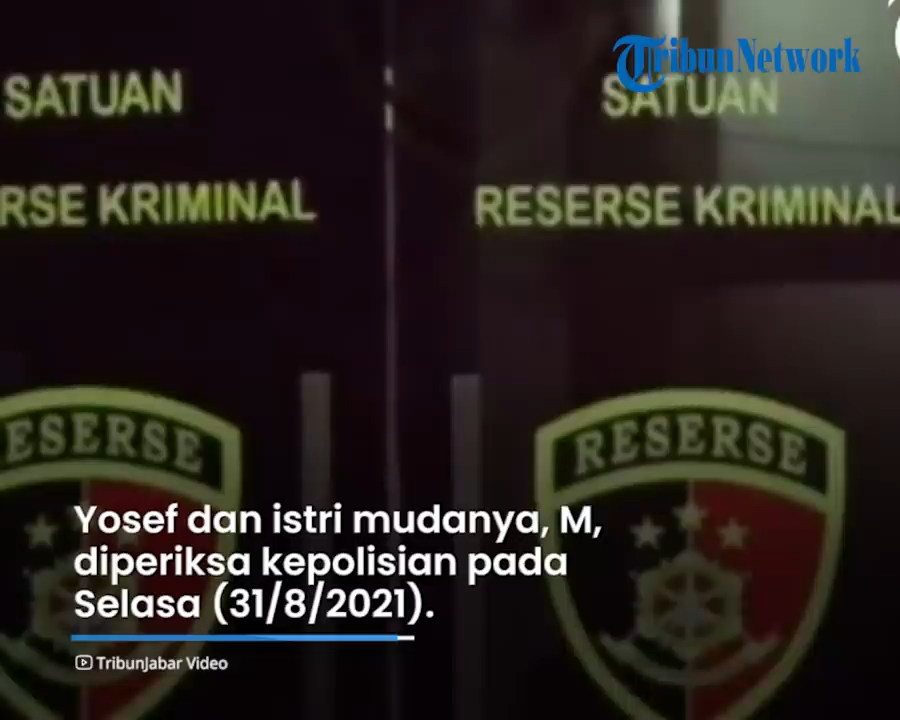 TribunNetwork
SATUAN
SATUAN
RSE KRIMINAL
RESERSE KRIMINAL
ESERSE
RESERSE
Yosef dan istri mudanya, M,
diperiksa kepolisian pada
Selasa (31/8/2021).
TribunJabar Video